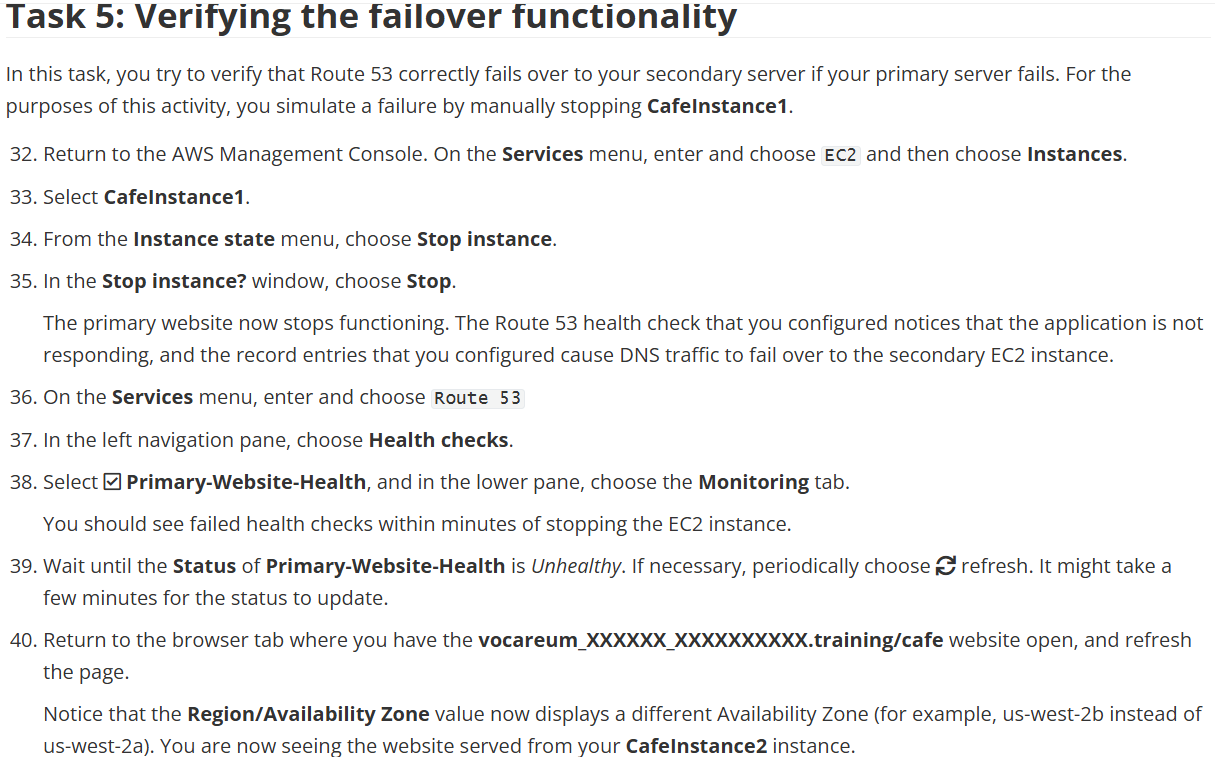 Task 5: Verifying the failover functionality
In this task, you try to verify that Route 53 correctly fails over to your secondary server if your primary server fails. For the
purposes of this activity, you simulate a failure by manually stopping CafeInstance1.
32. Return to the AWS Management Console. On the Services menu, enter and choose EC2 and then choose Instances.
33. Select CafeInstance1.
34. From the Instance state menu, choose Stop instance.
35. In the Stop instance? window, choose Stop.
The primary website now stops functioning. The Route 53 health check that you configured notices that the application is not
responding, and the record entries that you configured cause DNS traffic to fail over to the secondary EC2 instance.
36. On the Services menu, enter and choose Route 53
37. In the left navigation pane, choose Health checks.
38. Select Primary-Website-Health, and in the lower pane, choose the Monitoring tab.
You should see failed health checks within minutes of stopping the EC2 instance.
39. Wait until the Status of Primary-Website-Health is Unhealthy. If necessary, periodically choose refresh. It might take a
few minutes for the status to update.
40. Return to the browser tab where you have the vocareum_XXXXXX_XXXXXXXXXX.training/cafe website open, and refresh
the page.
Notice that the Region/Availability Zone value now displays a different Availability Zone (for example, us-west-2b instead of
us-west-2a). You are now seeing the website served from your CafeInstance2 instance.